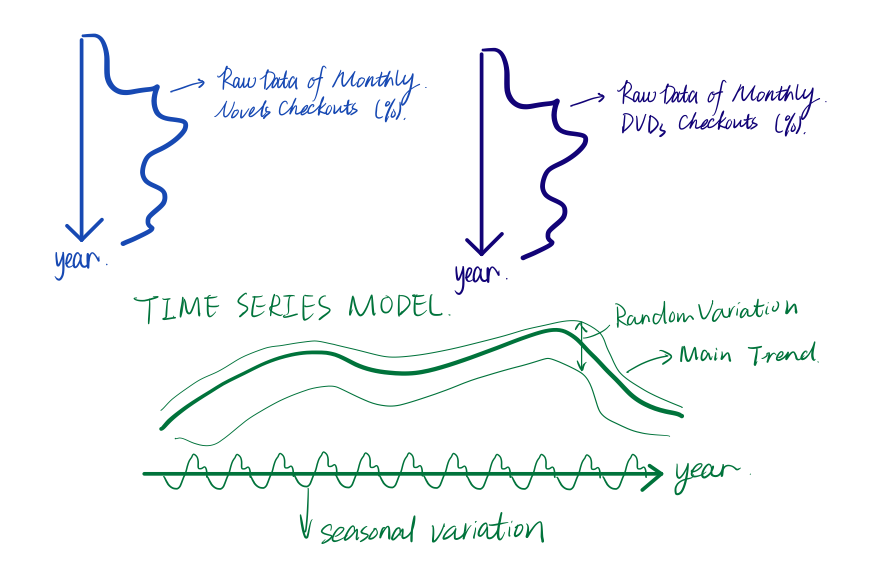 Raw Data of Monthly.
Novels Checkouts (%).
year.
Raw Data of Monthly.
DVDs Checkouts (%).
year.
TIME SERIES MODEL.
Random Variation
Main Trend.
year.
seasonal variation